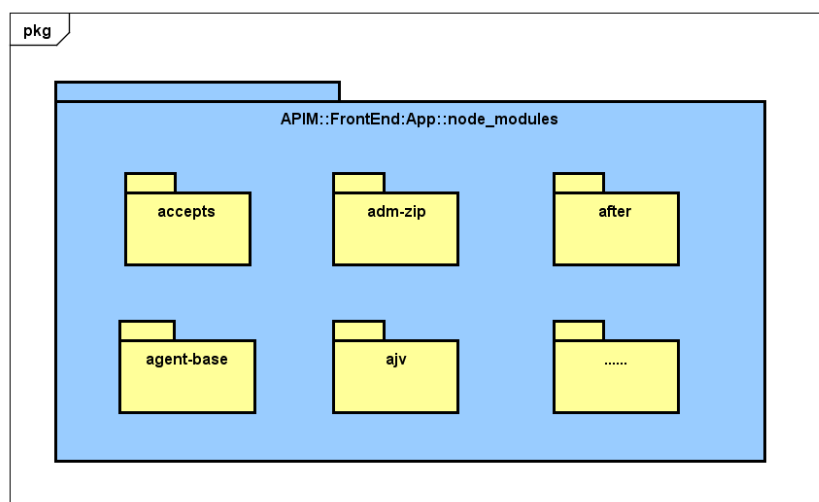 pkg
APIM::FrontEnd:App::node_modules
accepts
adm-zip
after
agent-base
ajv
......